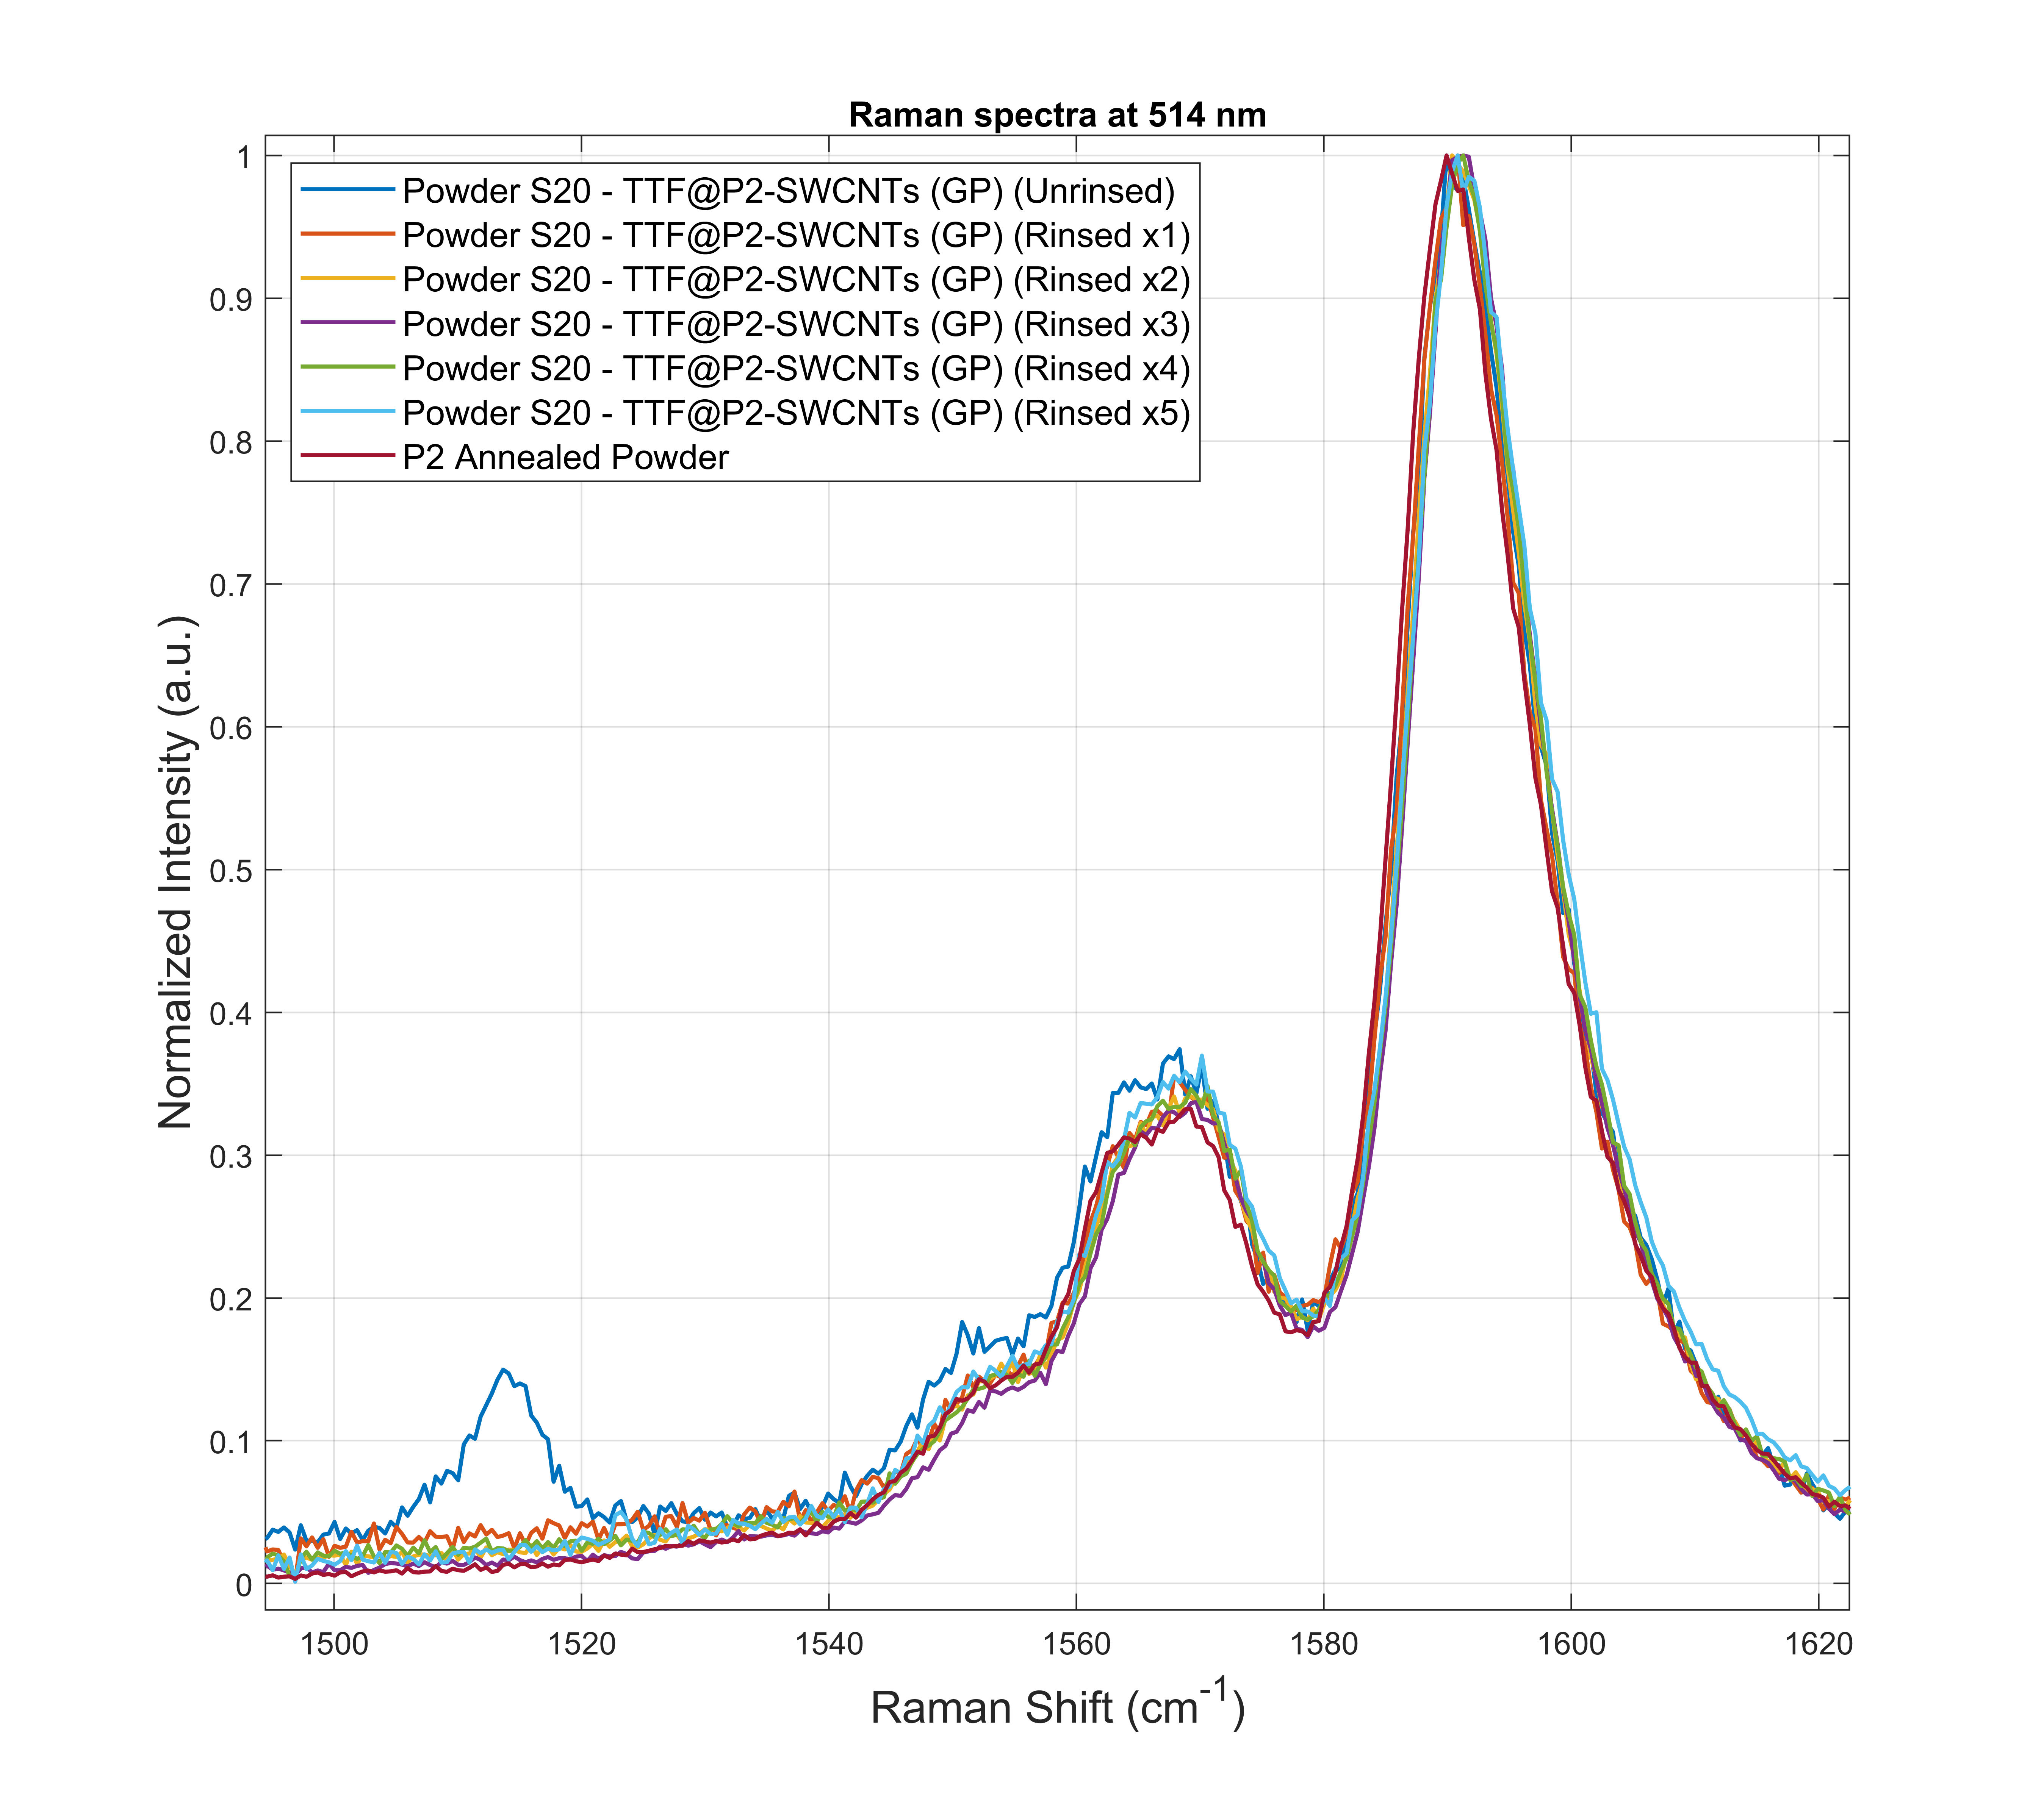 Raman spectra at 514 nm
Powder S20 - TTF@P2-SWCNTs (GP) (Unrinsed)
Powder S20 - TTF@P2-SWCNTs (GP) (Rinsed x1)
Powder S20 - TTF@P2-SWCNTs (GP) (Rinsed x2)
Powder S20 - TTF@P2-SWCNTs (GP) (Rinsed x3)
Powder S20 - TTF@P2-SWCNTs (GP) (Rinsed x4)
Powder S20 - TTF@P2-SWCNTs (GP) (Rinsed x5)
P2 Annealed Powder
Normalized Intensity (a.u.)
1
0.9
0.8
0.7
0.6
0.5
0.4
0.3
0.2
0.1
0
1500 1520 1540 1560 1580 1600 1620
Raman Shift (cm⁻¹)